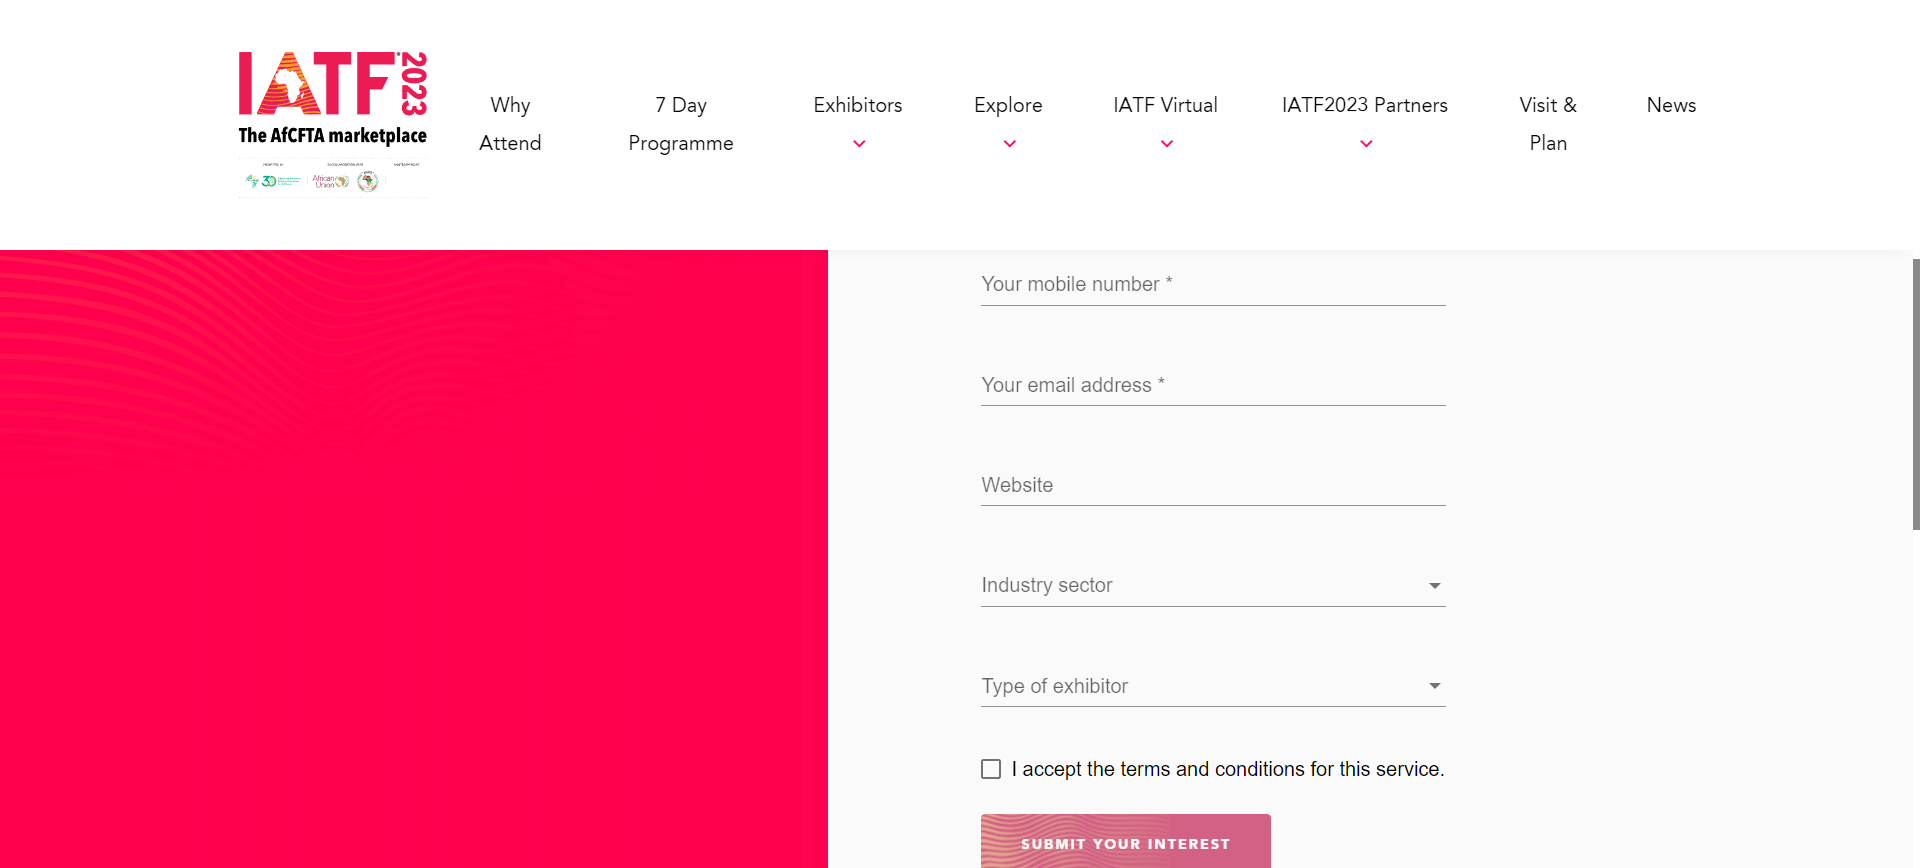 IATF 2023
The AfCFTA marketplace
African
Union
Why
Attend
7 Day
Programme
Exhibitors
Explore
IATF Virtual
IATF2023 Partners
Visit &
Plan
News
Your mobile number *
Your email address *
Website
Industry sector
Type of exhibitor
I accept the terms and conditions for this service.
SUBMIT YOUR INTEREST